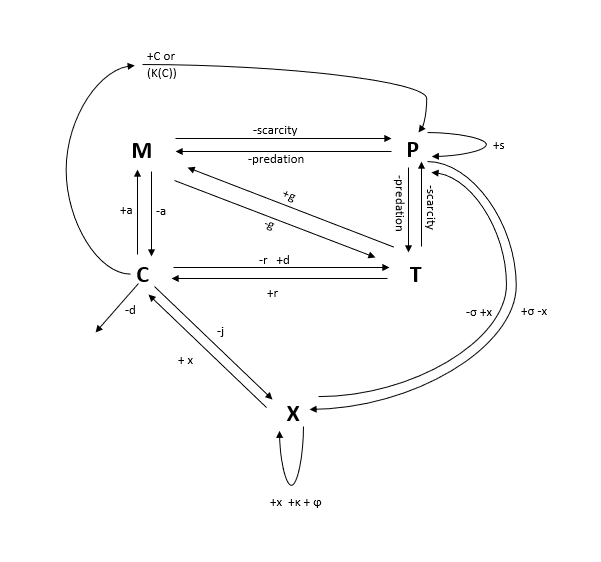 +C or
(K(C))
-scarcity
M
P
+s
-predation
+g
-g
-predation
-scarcity
+a
-a
-r +d
C
T
+r
-d
-j
-σ +x
+σ -x
+ x
X
+x +κ + φ